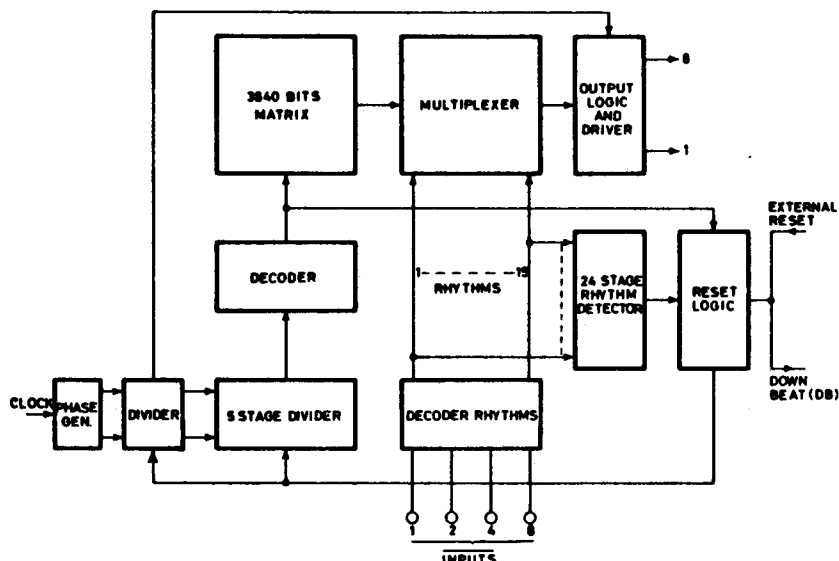 3840 BITS
MATRIX
MULTIPLEXER
OUTPUT
LOGIC
AND
DRIVER
8
1
EXTERNAL
RESET
DECODER
1 - - - - - - - - 15
RHYTHMS
24 STAGE
RHYTHM
DETECTOR
RESET
LOGIC
DOWN
BEAT (DB)
CLOCK
PHASE
GEN.
DIVIDER
5 STAGE DIVIDER
DECODER RHYTHMS
1 2 4 8
INPUTS